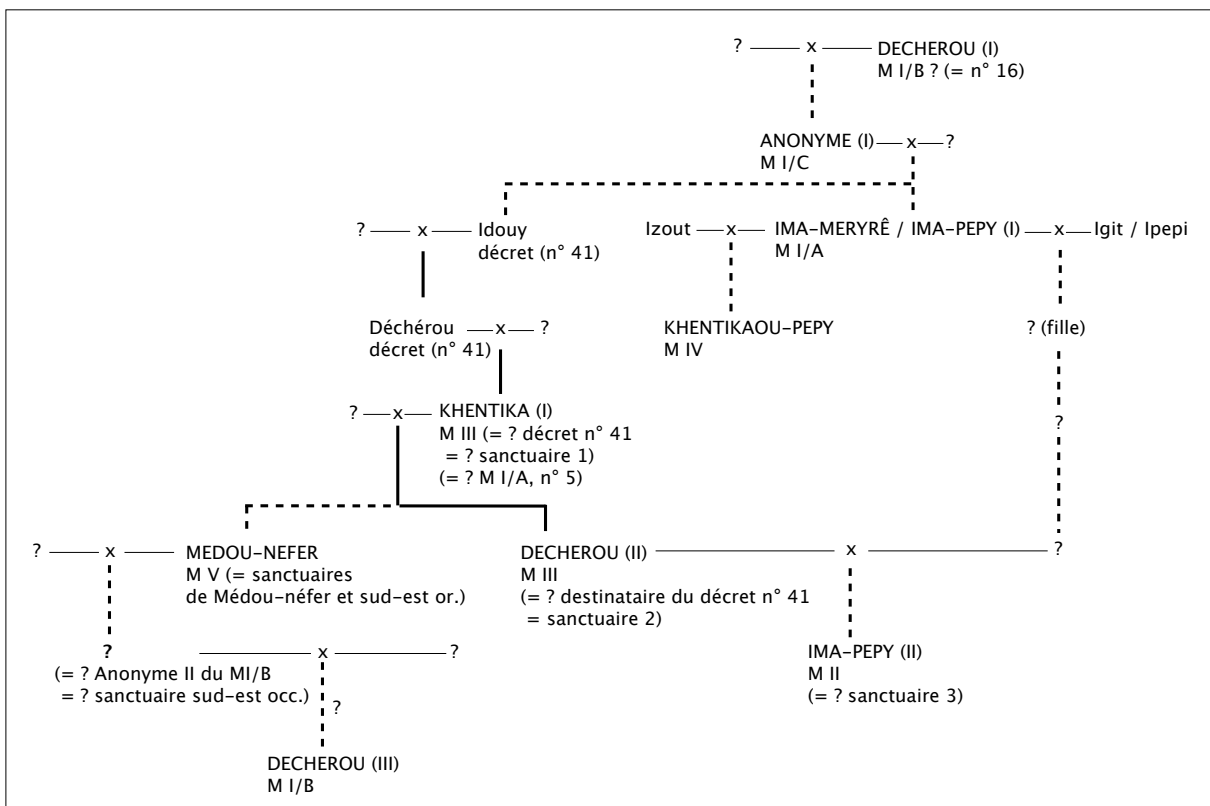 ? x DECHEROU (I)
M I/B ? (= n° 16)
ANONYME (I) x ?
M I/C
? x Idouy
décret (n° 41)
Izout x IMA-MERYRÊ / IMA-PEPY (I) x Igit / Ipepi
M I/A
Déchérou x ?
décret (n° 41)
KHENTIKAOU-PEPY
M IV
? (fille)
? x KHENTIKA (I)
M III (= ? décret n° 41
= ? sanctuaire 1)
(= ? M I/A, n° 5)
?
? x MEDOU-NEFER
M V (= sanctuaires
de Médou-néfer et sud-est or.)
DECHEROU (II) x ?
M III
(= ? destinataire du décret n° 41
= sanctuaire 2)
? x ?
(= ? Anonyme II du MI/B
= ? sanctuaire sud-est occ.)
?
IMA-PEPY (II)
M II
(= ? sanctuaire 3)
DECHEROU (III)
M I/B